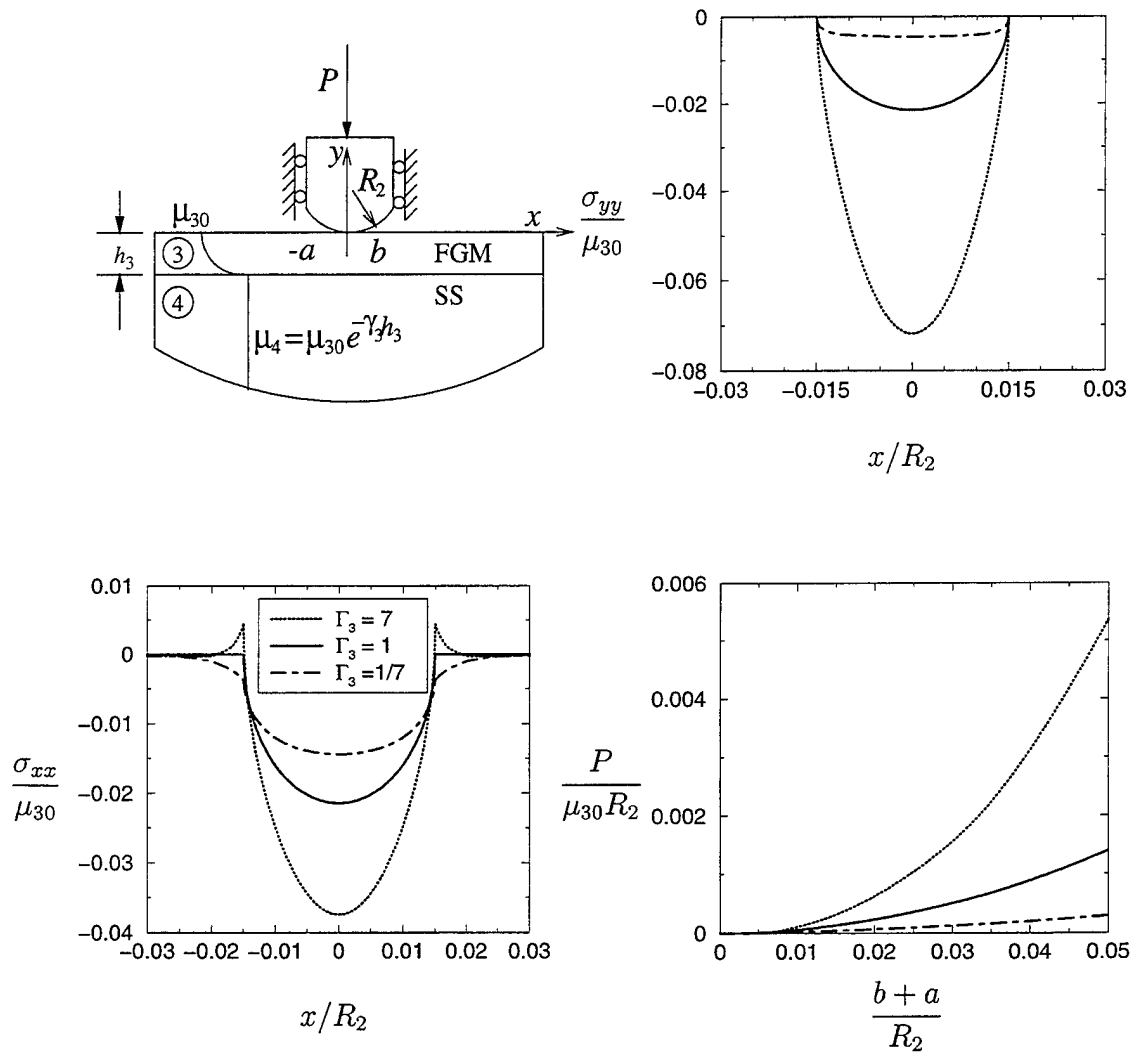 P
y
R₂
μ₃₀
x
h₃
③
-a
b
FGM
④
SS
μ₄=μ₃₀e^{-γ₃h₃}
σ_yy/μ₃₀
0
−0.02
−0.04
−0.06
−0.08
−0.03 −0.015 0 0.015 0.03
x/R₂
σ_xx/μ₃₀
0.01
0
−0.01
−0.02
−0.03
−0.04
Γ₃ = 7
Γ₃ = 1
Γ₃ =1/7
−0.03 −0.02 −0.01 0 0.01 0.02 0.03
x/R₂
P/μ₃₀R₂
0.006
0.004
0.002
0
0 0.01 0.02 0.03 0.04 0.05
b + a/R₂